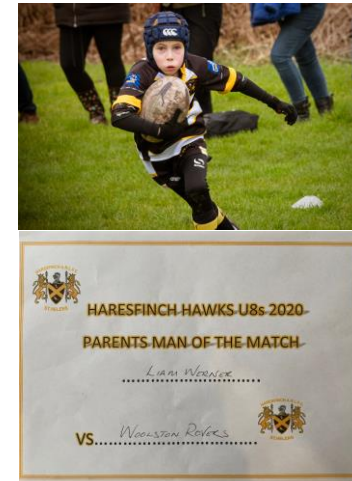 HARESFINCH HAWKS U8s 2020
PARENTS MAN OF THE MATCH
LIAM WERNER
VS. WOOLSTON ROVERS